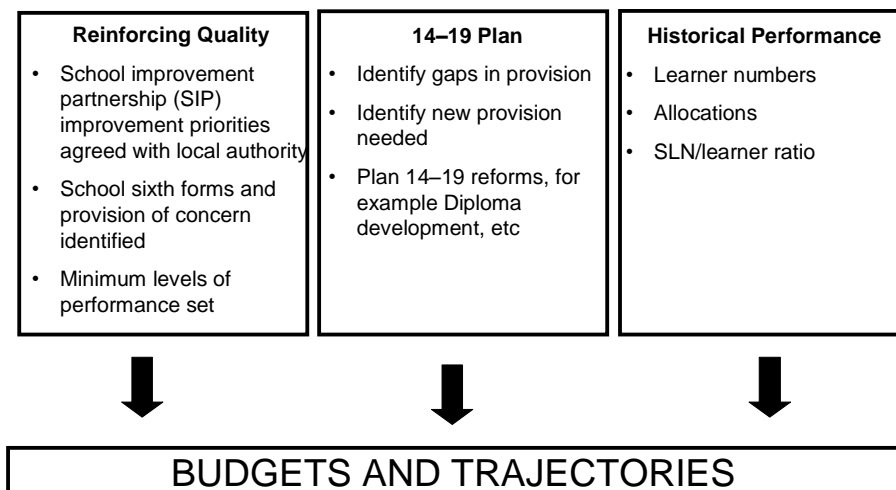 Reinforcing Quality
• School improvement
partnership (SIP)
improvement priorities
agreed with local authority
• School sixth forms and
provision of concern
identified
• Minimum levels of
performance set
14–19 Plan
• Identify gaps in provision
• Identify new provision
needed
• Plan 14–19 reforms, for
example Diploma
development, etc
Historical Performance
• Learner numbers
• Allocations
• SLN/learner ratio
BUDGETS AND TRAJECTORIES